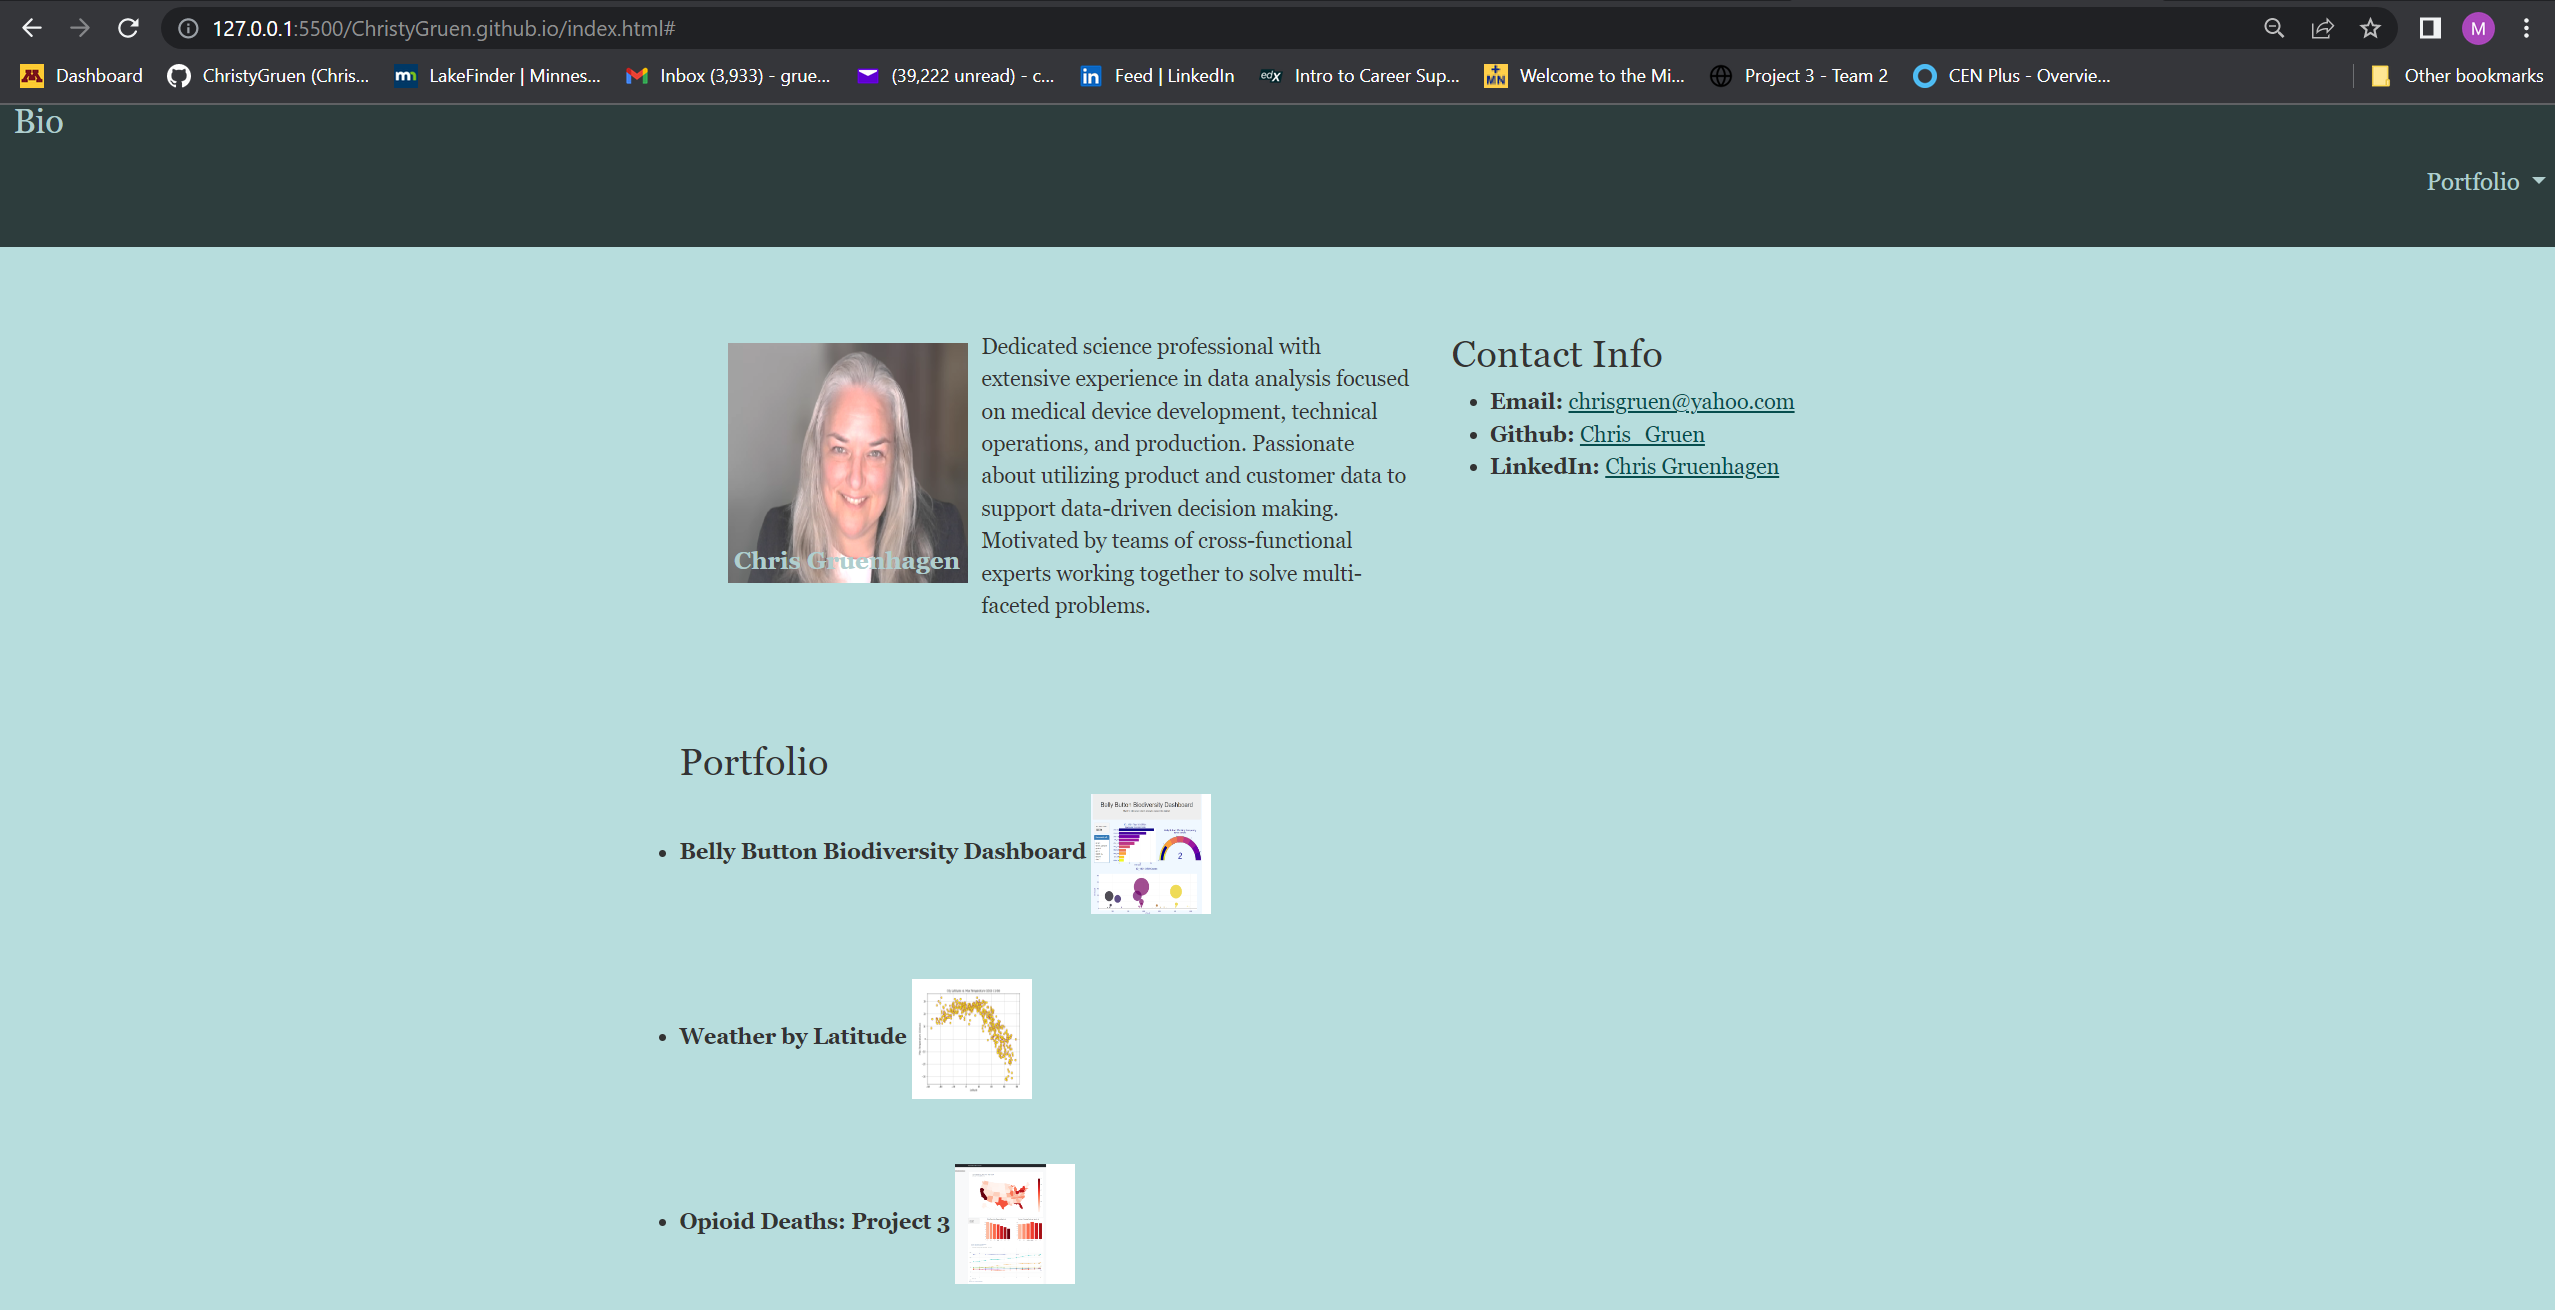 127.0.0.1:5500/ChristyGruen.github.io/index.html#
M
Dashboard
ChristyGruen (Chris...
LakeFinder | Minnes...
Inbox (3,933) - grue...
(39,222 unread) - c...
Feed | LinkedIn
Intro to Career Sup...
Welcome to the Mi...
Project 3 - Team 2
CEN Plus - Overvie...
Other bookmarks
Bio
Portfolio
Dedicated science professional with
extensive experience in data analysis focused
on medical device development, technical
operations, and production. Passionate
about utilizing product and customer data to
support data-driven decision making.
Motivated by teams of cross-functional
experts working together to solve multi-
faceted problems.
Chris Gruenhagen
Contact Info
Email: chrisgruen@yahoo.com
Github: Chris_Gruen
LinkedIn: Chris Gruenhagen
Portfolio
Belly Button Biodiversity Dashboard
Belly Button Biodiversity Dashboard
2
Weather by Latitude
Opioid Deaths: Project 3